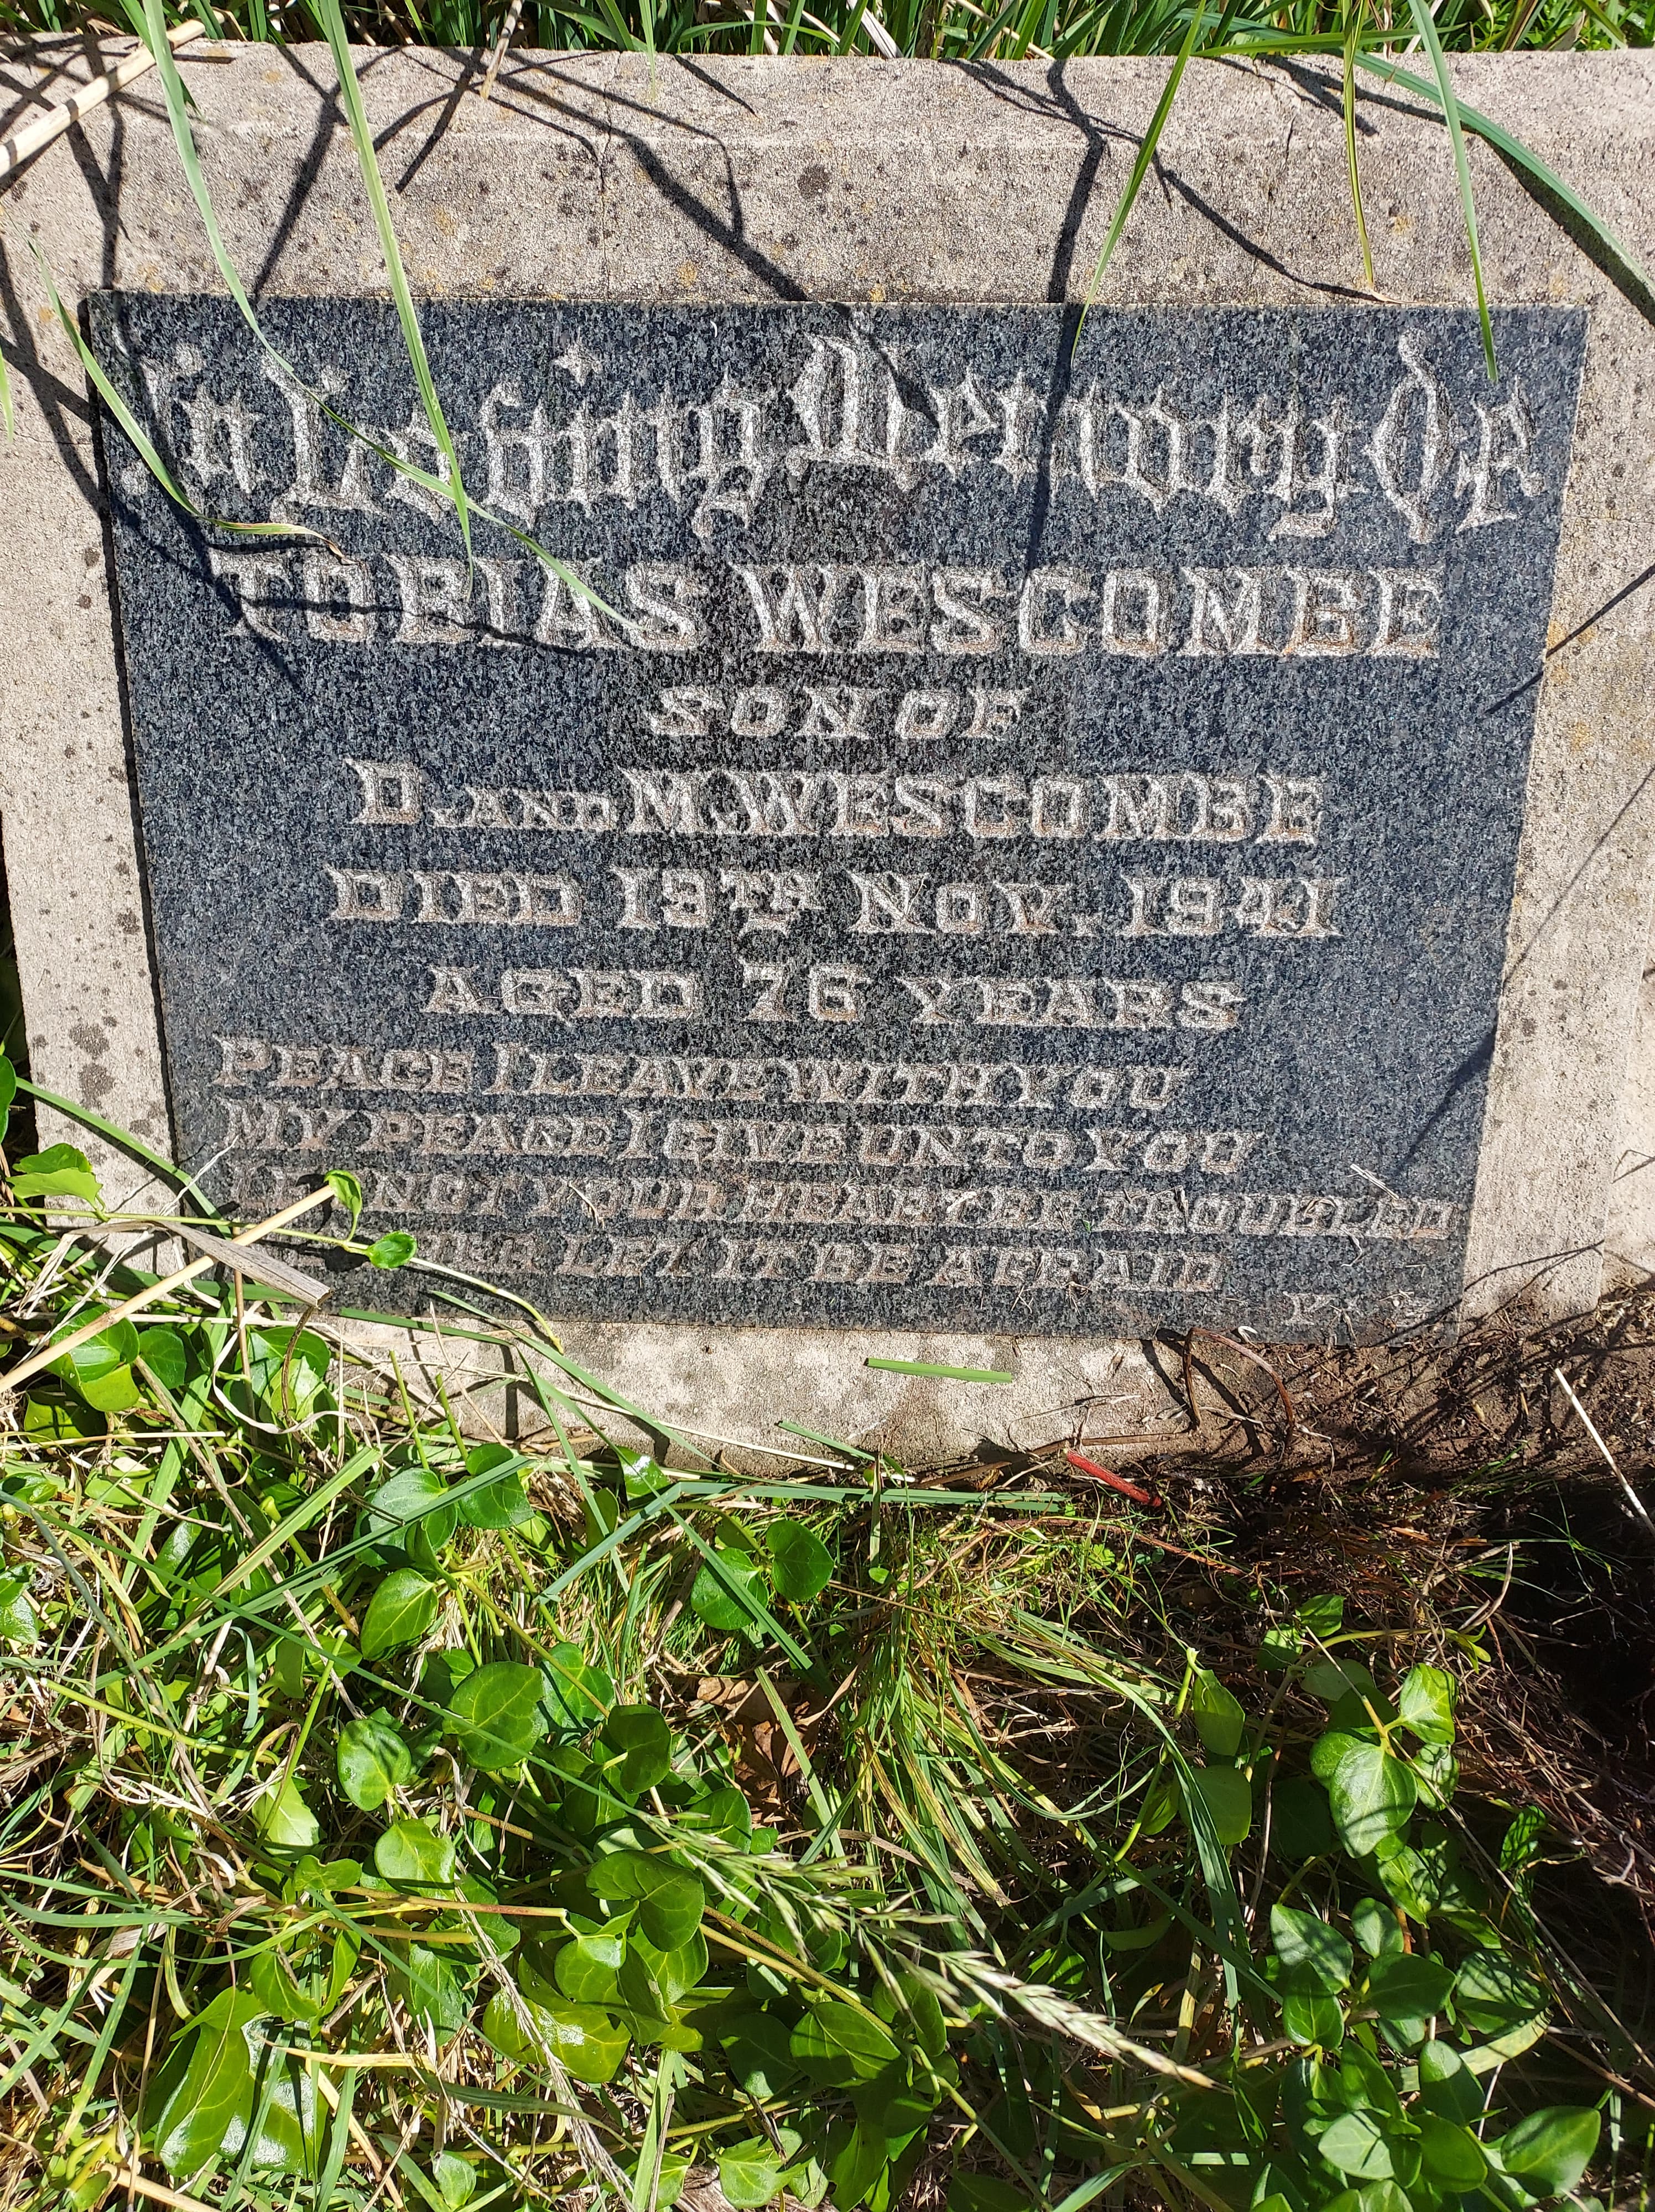 In Loving Memory Of
TOBIAS WESCOMBE
SON OF
D. AND M. WESCOMBE
DIED 19TH NOV. 1941
AGED 76 YEARS
PEACE I LEAVE WITH YOU
MY PEACE I GIVE UNTO YOU
LET NOT YOUR HEART BE TROUBLED
LET IT BE AFRAID